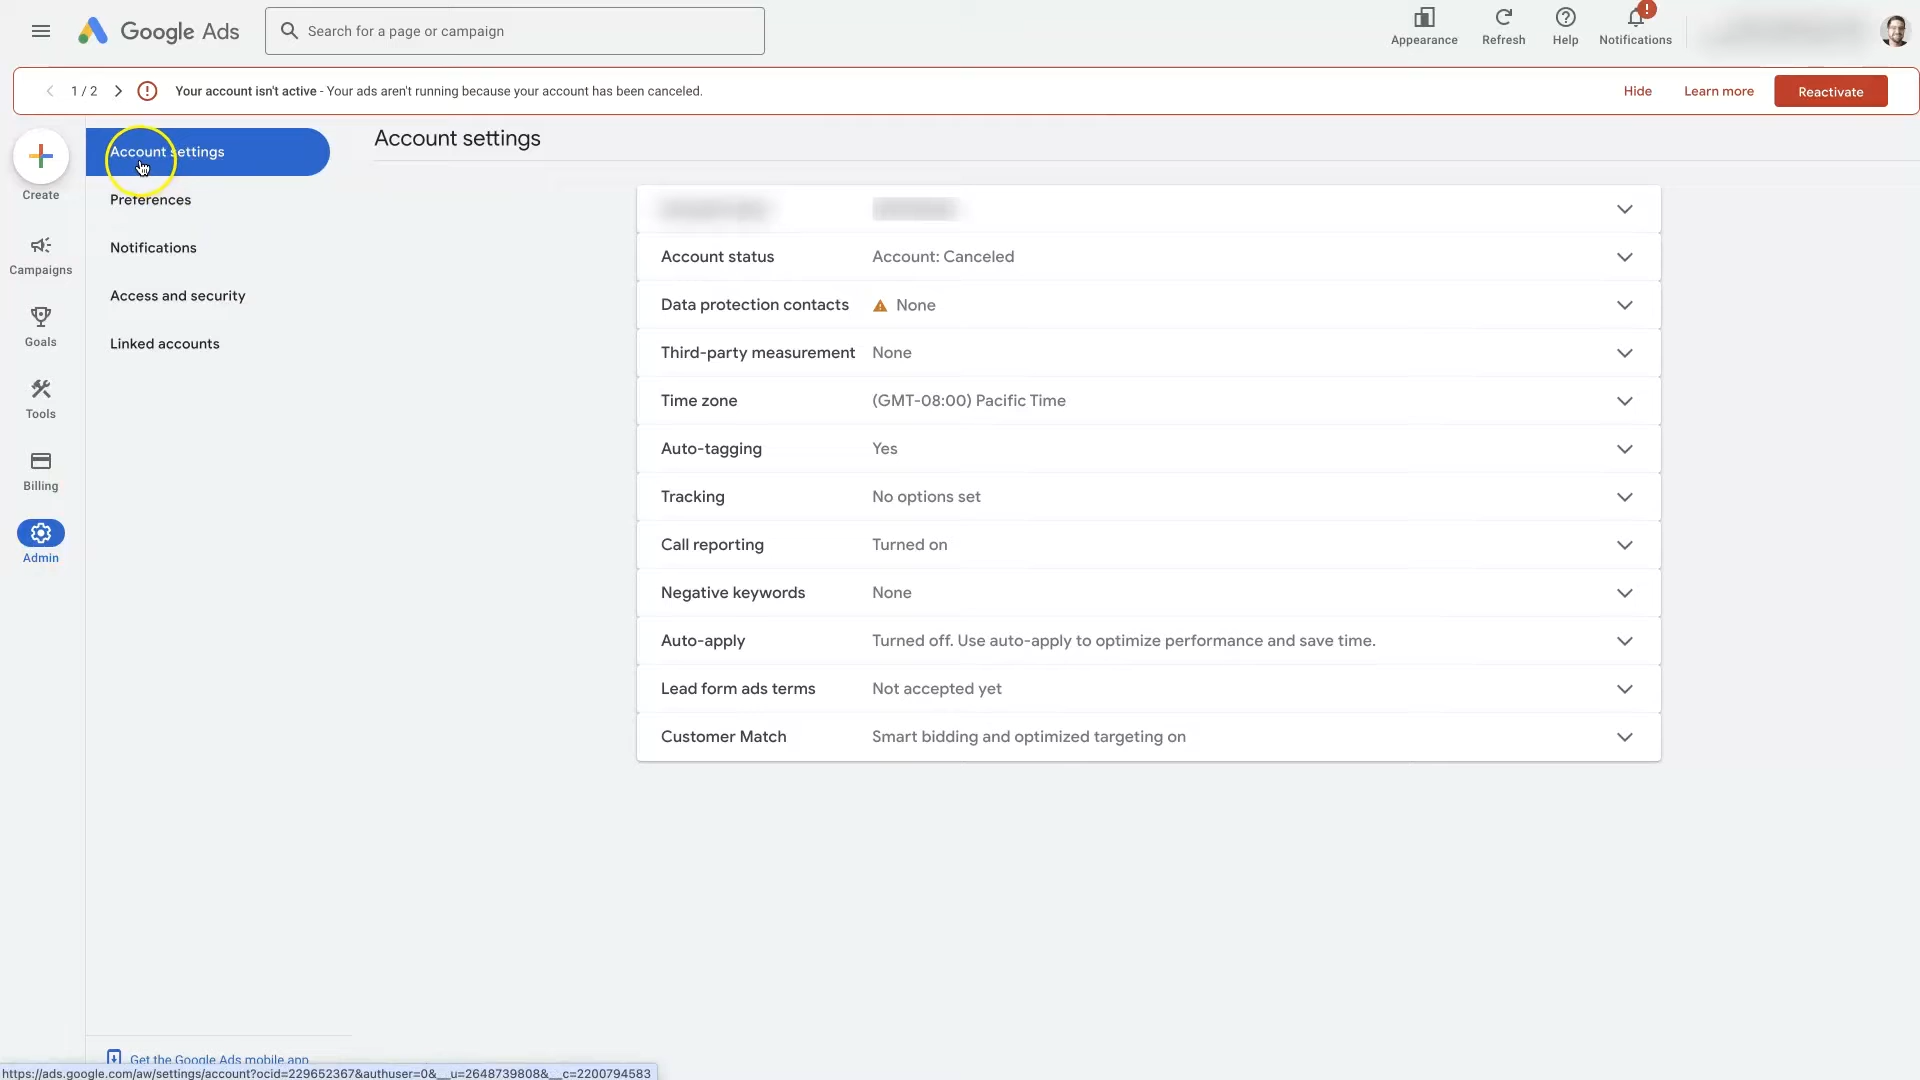 Google Ads
Search for a page or campaign
Appearance
Refresh
Help
Notifications
!
1 / 2
Your account isn't active - Your ads aren't running because your account has been canceled.
Hide
Learn more
Reactivate
Create
Campaigns
Goals
Tools
Billing
Admin
Account settings
Preferences
Notifications
Access and security
Linked accounts
Account settings
Account status Account: Canceled
Data protection contacts None
Third-party measurement None
Time zone (GMT-08:00) Pacific Time
Auto-tagging Yes
Tracking No options set
Call reporting Turned on
Negative keywords None
Auto-apply Turned off. Use auto-apply to optimize performance and save time.
Lead form ads terms Not accepted yet
Customer Match Smart bidding and optimized targeting on
Get the Google Ads mobile app
https://ads.google.com/aw/settings/account?ocid=229652367&authuser=0&__u=2648739808&__c=2200794583